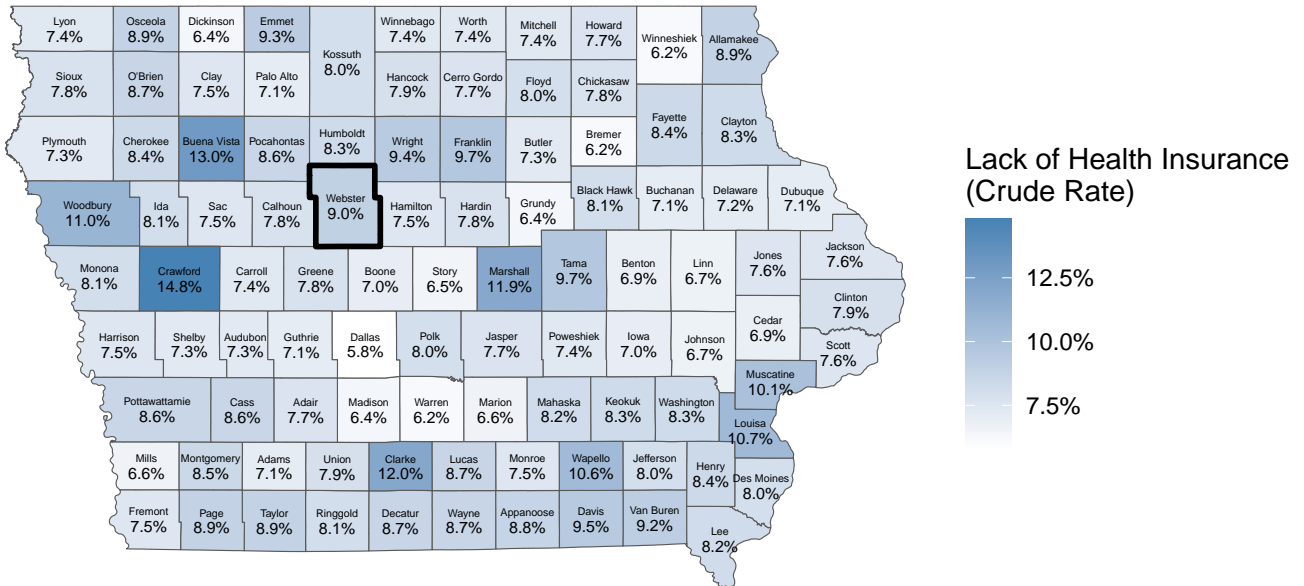 Lyon
7.4%
Osceola
8.9%
Dickinson
6.4%
Emmet
9.3%
Kossuth
8.0%
Winnebago
7.4%
Worth
7.4%
Mitchell
7.4%
Howard
7.7%
Winneshiek
6.2%
Allamakee
8.9%
Sioux
7.8%
O'Brien
8.7%
Clay
7.5%
Palo Alto
7.1%
Hancock
7.9%
Cerro Gordo
7.7%
Floyd
8.0%
Chickasaw
7.8%
Fayette
8.4%
Clayton
8.3%
Plymouth
7.3%
Cherokee
8.4%
Buena Vista
13.0%
Pocahontas
8.6%
Humboldt
8.3%
Wright
9.4%
Franklin
9.7%
Butler
7.3%
Bremer
6.2%
Woodbury
11.0%
Ida
8.1%
Sac
7.5%
Calhoun
7.8%
Webster
9.0%
Hamilton
7.5%
Hardin
7.8%
Grundy
6.4%
Black Hawk
8.1%
Buchanan
7.1%
Delaware
7.2%
Dubuque
7.1%
Monona
8.1%
Crawford
14.8%
Carroll
7.4%
Greene
7.8%
Boone
7.0%
Story
6.5%
Marshall
11.9%
Tama
9.7%
Benton
6.9%
Linn
6.7%
Jones
7.6%
Jackson
7.6%
Clinton
7.9%
Harrison
7.5%
Shelby
7.3%
Audubon
7.3%
Guthrie
7.1%
Dallas
5.8%
Polk
8.0%
Jasper
7.7%
Poweshiek
7.4%
Iowa
7.0%
Johnson
6.7%
Cedar
6.9%
Scott
7.6%
Muscatine
10.1%
Pottawattamie
8.6%
Cass
8.6%
Adair
7.7%
Madison
6.4%
Warren
6.2%
Marion
6.6%
Mahaska
8.2%
Keokuk
8.3%
Washington
8.3%
Louisa
10.7%
Mills
6.6%
Montgomery
8.5%
Adams
7.1%
Union
7.9%
Clarke
12.0%
Lucas
8.7%
Monroe
7.5%
Wapello
10.6%
Jefferson
8.0%
Henry
8.4%
Des Moines
8.0%
Fremont
7.5%
Page
8.9%
Taylor
8.9%
Ringgold
8.1%
Decatur
8.7%
Wayne
8.7%
Appanoose
8.8%
Davis
9.5%
Van Buren
9.2%
Lee
8.2%
Lack of Health Insurance
(Crude Rate)
12.5%
10.0%
7.5%